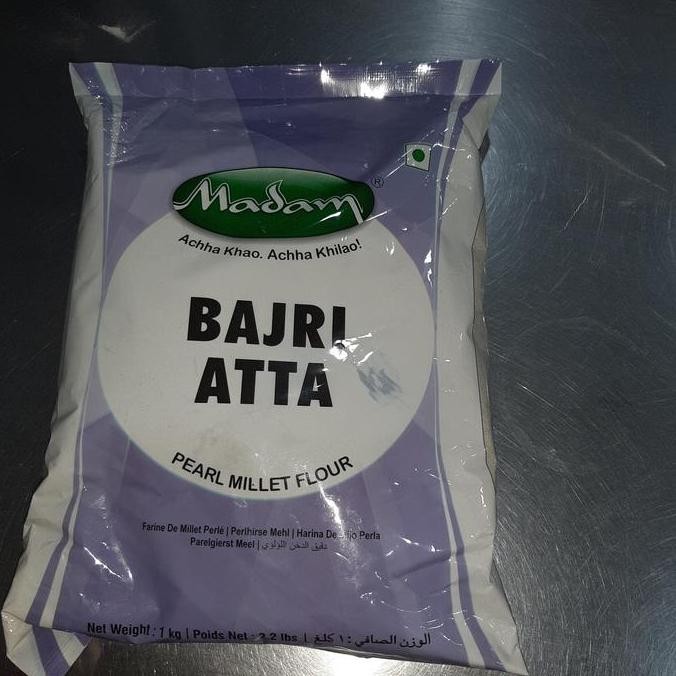 Madam ®
Achha Khao. Achha Khilao!
BAJRI
ATTA
PEARL MILLET FLOUR
Farine De Millet Perlé | Perlhirse Mehl | Harina De Mijo Perla
Parelgierst Meel | دقيق الدخن اللؤلؤي
Net Weight : 1 kg | Poids Net : 2.2 lbs | الوزن الصافي : ١ كلغ